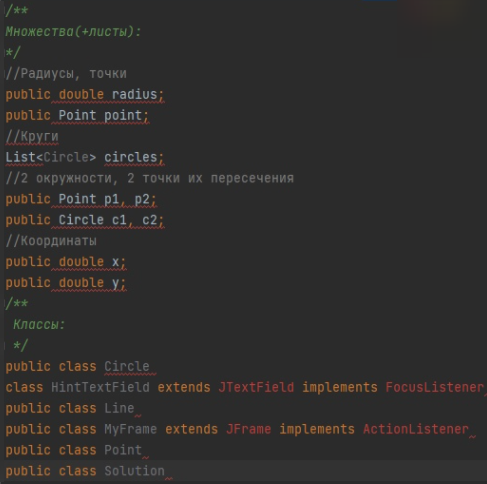 /**
Множества(+листы):
*/
//Радиусы, точки
public double radius;
public Point point;
//Круги
List<Circle> circles;
//2 окружности, 2 точки их пересечения
public Point p1, p2;
public Circle c1, c2;
//Координаты
public double x;
public double y;
/**
Классы:
*/
public class Circle
class HintTextField extends JTextField implements FocusListener
public class Line
public class MyFrame extends JFrame implements ActionListener
public class Point
public class Solution